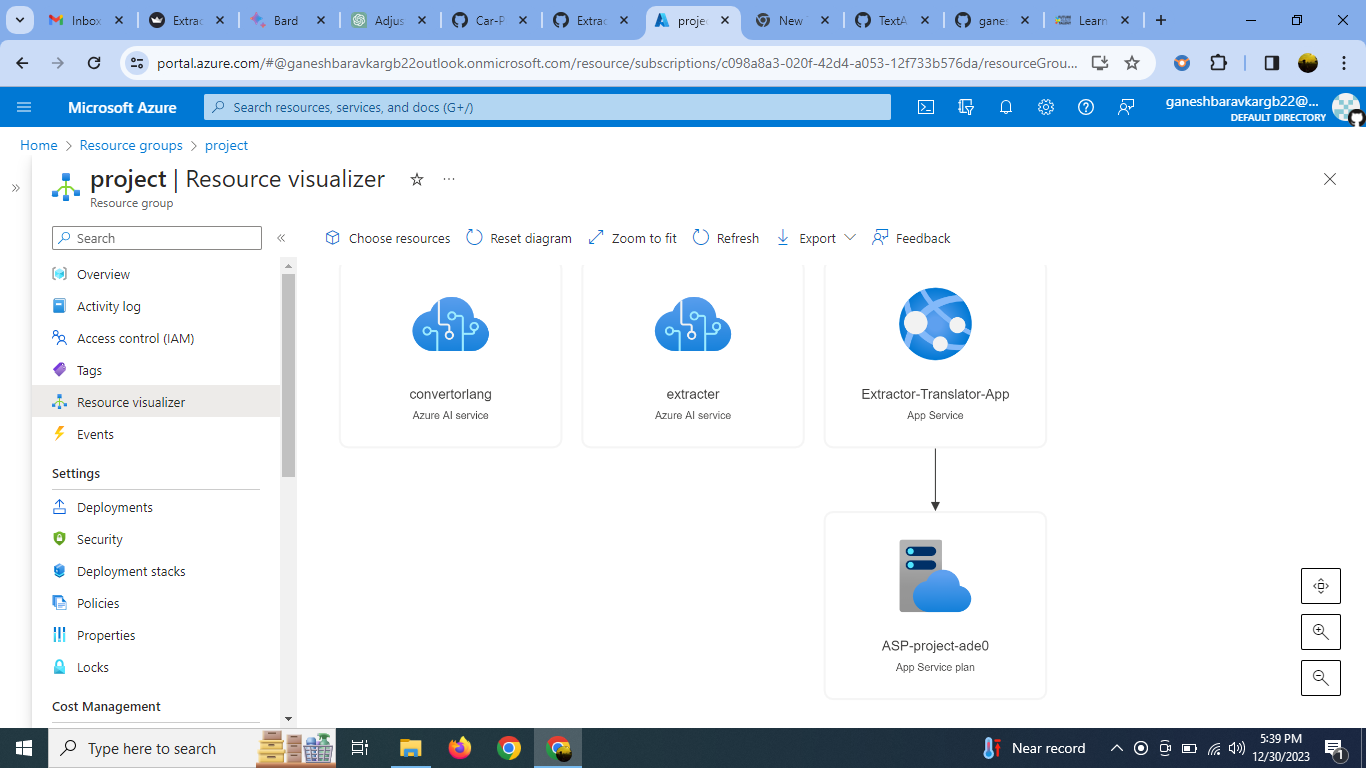 Inbox
Extrac
Bard
Adjus
Car-P
Extrac
projec
New
TextA
ganes
Learn
portal.azure.com/#@ganeshbaravkargb22outlook.onmicrosoft.com/resource/subscriptions/c098a8a3-020f-42d4-a053-12f733b576da/resourceGrou...
Microsoft Azure
Search resources, services, and docs (G+/)
ganeshbaravkargb22@...
DEFAULT DIRECTORY
Home > Resource groups > project
project | Resource visualizer
Resource group
Search
Choose resources
Reset diagram
Zoom to fit
Refresh
Export
Feedback
Overview
Activity log
Access control (IAM)
Tags
Resource visualizer
Events
Settings
Deployments
Security
Deployment stacks
Policies
Properties
Locks
Cost Management
convertorlang
Azure AI service
extracter
Azure AI service
Extractor-Translator-App
App Service
ASP-project-ade0
App Service plan
Type here to search
Near record
5:39 PM
12/30/2023
1